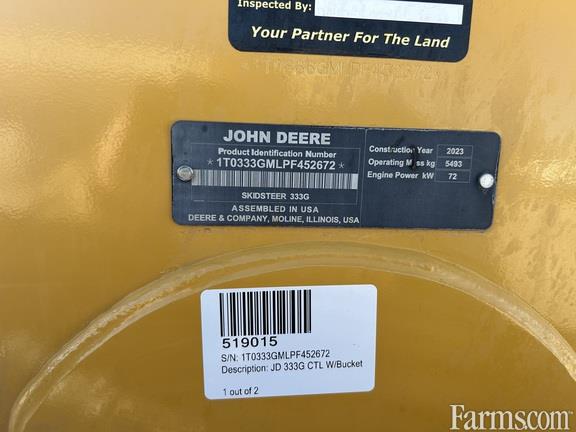 Inspected By:
Your Partner For The Land
JOHN DEERE
Product Identification Number
*1T0333GMLPF452672*
SKIDSTEER 333G
ASSEMBLED IN USA
DEERE & COMPANY, MOLINE, ILLINOIS, USA
Construction Year 2023
Operating Mass kg 5493
Engine Power kW 72
519015
S/N: 1T0333GMLPF452672
Description: JD 333G CTL W/Bucket
1 out of 2
Farms.com